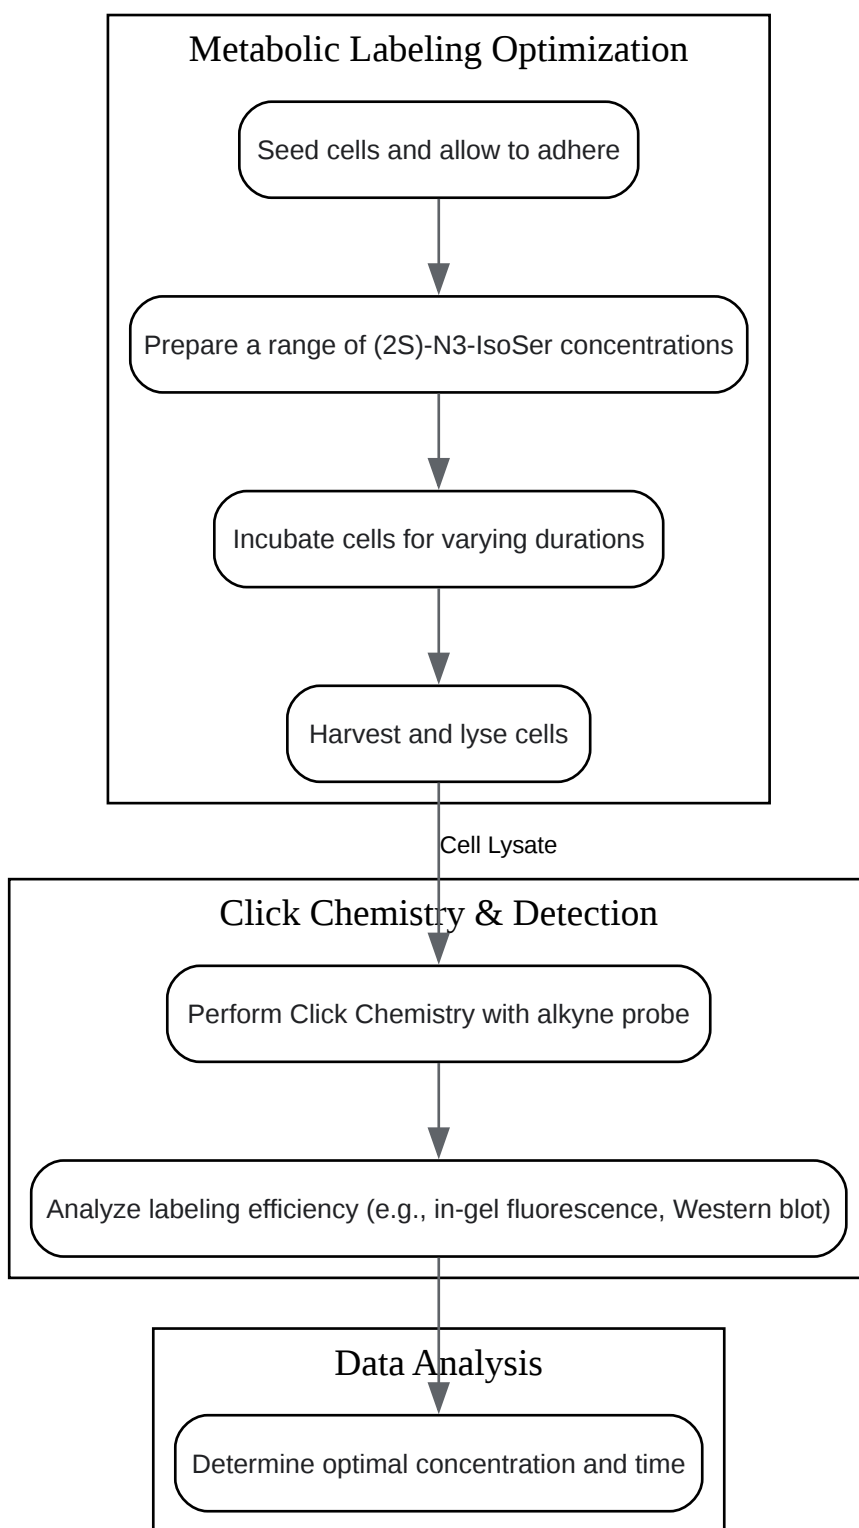 Metabolic Labeling Optimization
Seed cells and allow to adhere
Prepare a range of (2S)-N3-IsoSer concentrations
Incubate cells for varying durations
Harvest and lyse cells
Cell Lysate
Click Chemistry & Detection
Perform Click Chemistry with alkyne probe
Analyze labeling efficiency (e.g., in-gel fluorescence, Western blot)
Data Analysis
Determine optimal concentration and time